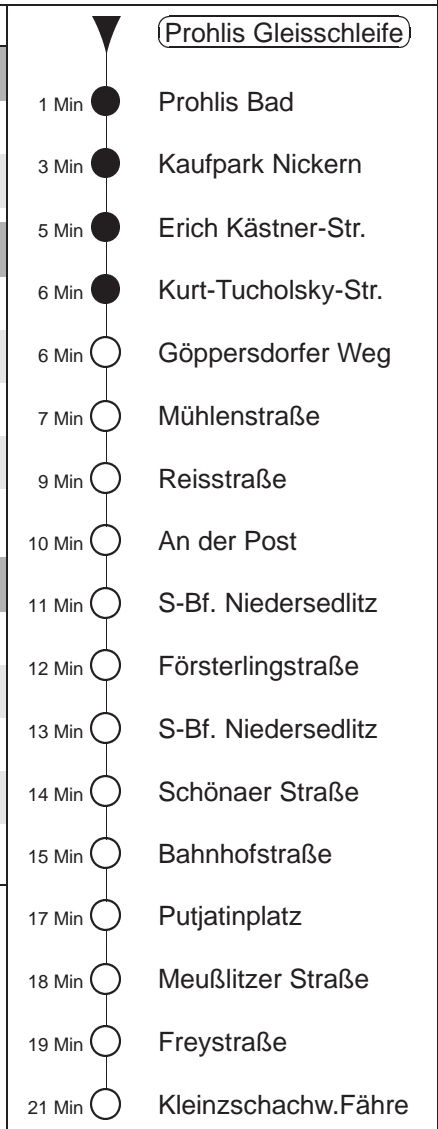 Prohlis Gleisschleife
1 Min Prohlis Bad
3 Min Kaufpark Nickern
5 Min Erich Kästner-Str.
6 Min Kurt-Tucholsky-Str.
6 Min Göppersdorfer Weg
7 Min Mühlenstraße
9 Min Reisstraße
10 Min An der Post
11 Min S-Bf. Niedersedlitz
12 Min Försterlingstraße
13 Min S-Bf. Niedersedlitz
14 Min Schönaer Straße
15 Min Bahnhofstraße
17 Min Putjatinplatz
18 Min Meußlitzer Straße
19 Min Freystraße
21 Min Kleinzschachw.Fähre